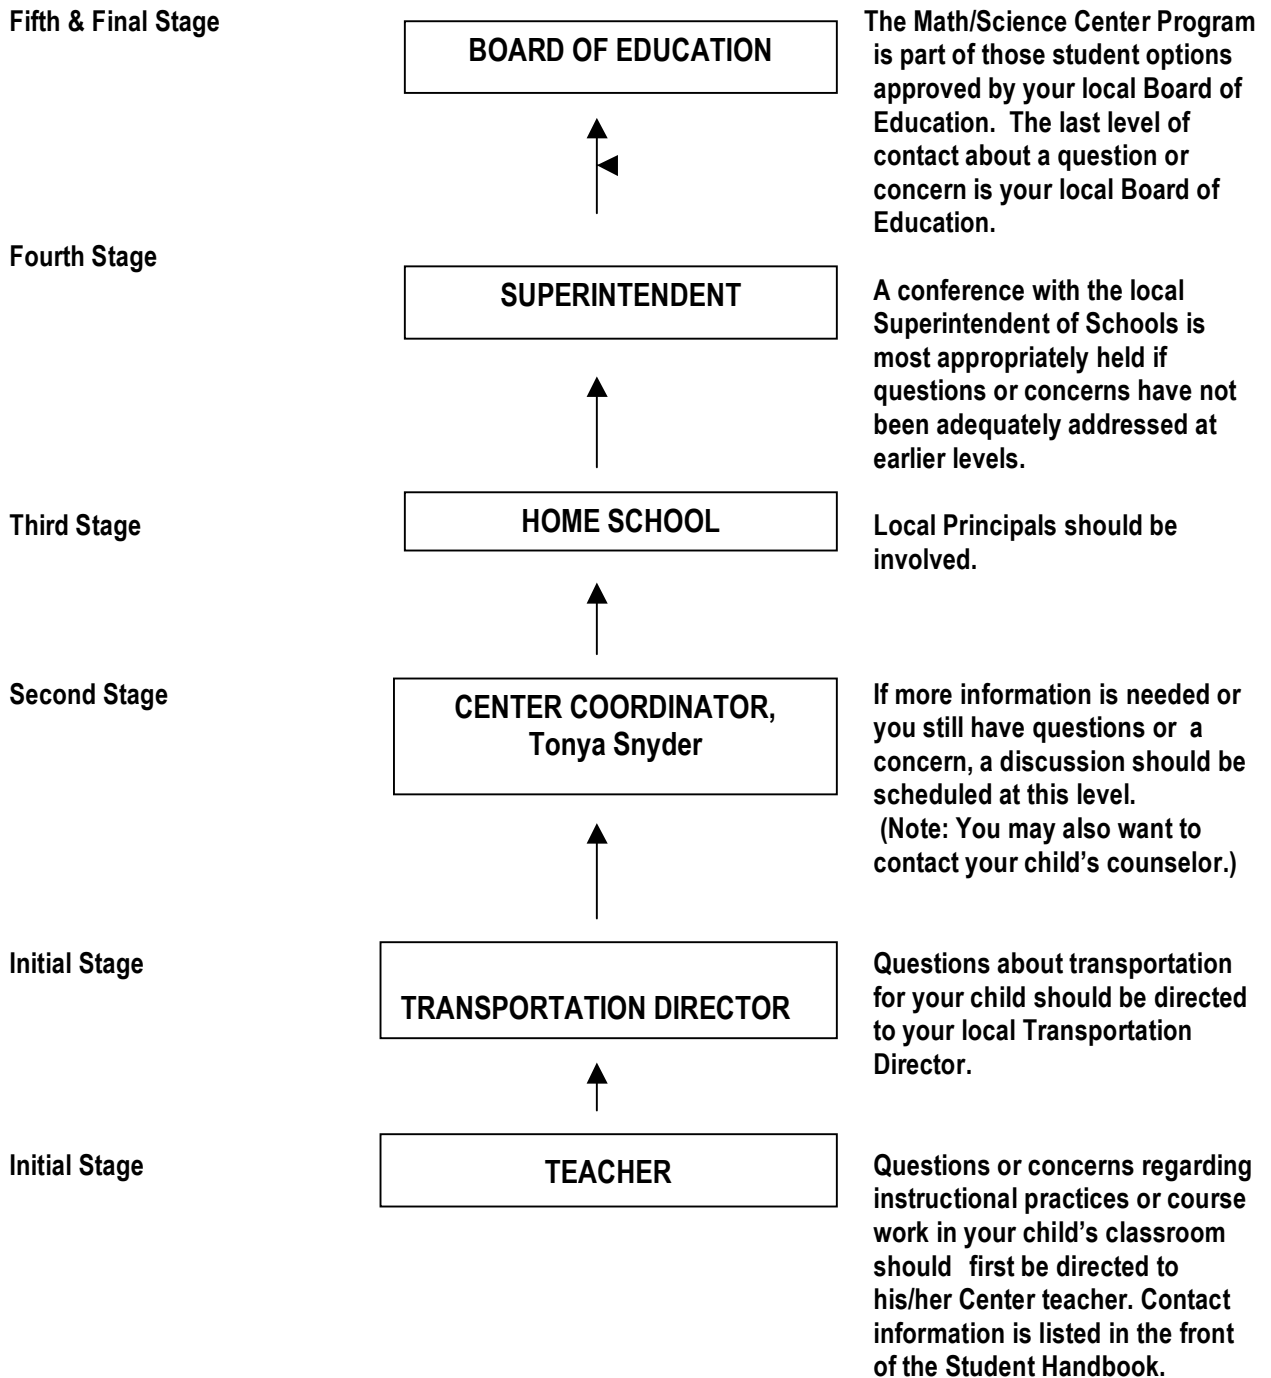 Fifth & Final Stage
BOARD OF EDUCATION
The Math/Science Center Program
is part of those student options
approved by your local Board of
Education.  The last level of
contact about a question or
concern is your local Board of
Education.
Fourth Stage
SUPERINTENDENT
A conference with the local
Superintendent of Schools is
most appropriately held if
questions or concerns have not
been adequately addressed at
earlier levels.
Third Stage
HOME SCHOOL
Local Principals should be
involved.
Second Stage
CENTER COORDINATOR,
Tonya Snyder
If more information is needed or
you still have questions or  a
concern, a discussion should be
scheduled at this level.
(Note: You may also want to
contact your child’s counselor.)
Initial Stage
TRANSPORTATION DIRECTOR
Questions about transportation
for your child should be directed
to your local Transportation
Director.
Initial Stage
TEACHER
Questions or concerns regarding
instructional practices or course
work in your child’s classroom
should  first be directed to
his/her Center teacher. Contact
information is listed in the front
of the Student Handbook.